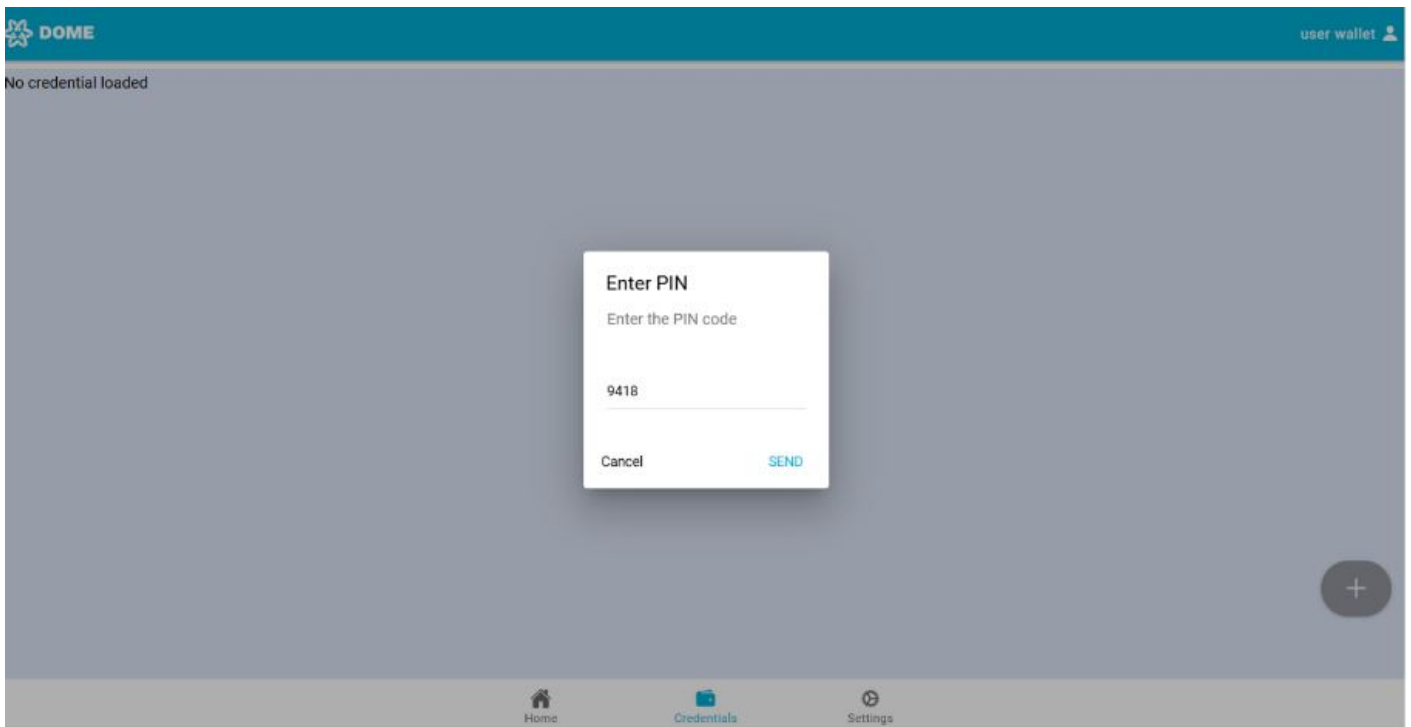 DOME
user wallet
No credential loaded
Enter PIN
Enter the PIN code
9418
Cancel
SEND
+
Home
Credentials
Settings